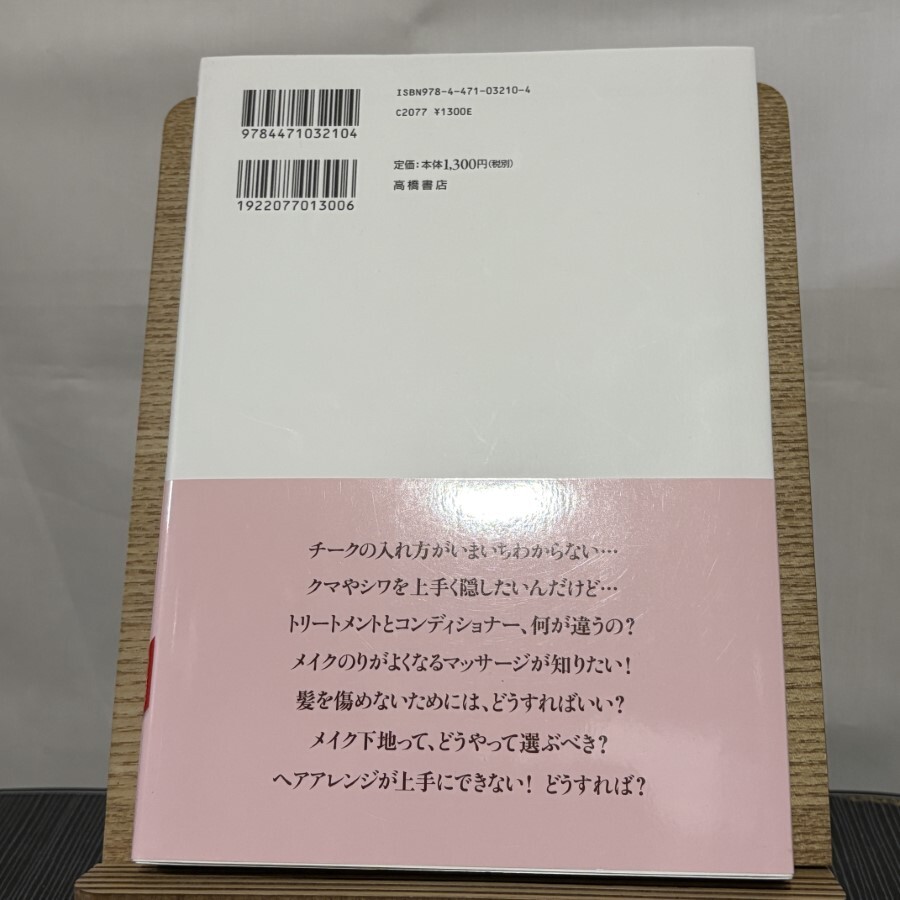 ISBN978-4-471-03210-4
C2077 ¥1300E
9784471032104
定価：本体1,300円(税別)
高橋書店
1922077013006
チークの入れ方がいまいちわからない…
クマやシワを上手く隠したいんだけど…
トリートメントとコンディショナー、何が違うの？
メイクのりがよくなるマッサージが知りたい！
髪を傷めないためには、どうすればいい？
メイク下地って、どうやって選ぶべき？
ヘアアレンジが上手にできない！ どうすれば？